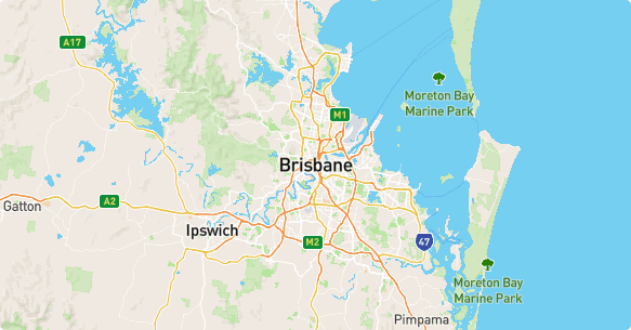 A17
Moreton Bay
Marine Park
M1
Brisbane
A2
Gatton
Ipswich
M2
47
Moreton Bay
Marine Park
Pimpama